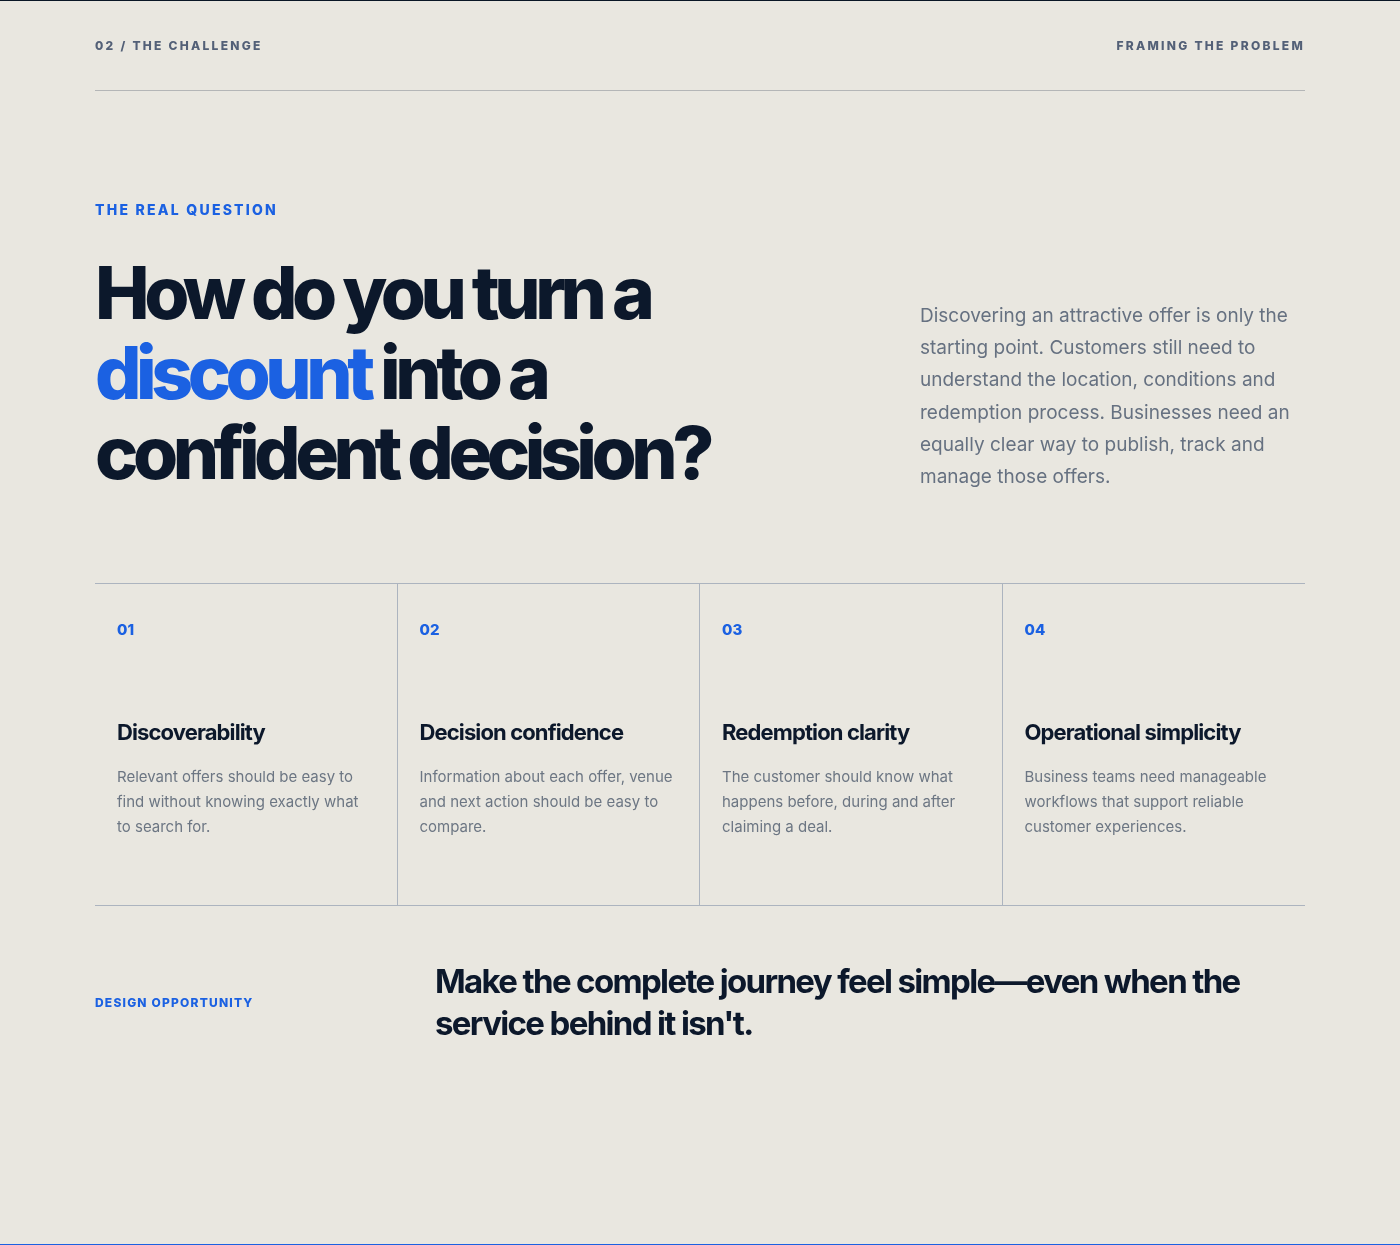 02 / THE CHALLENGE
FRAMING THE PROBLEM
THE REAL QUESTION
How do you turn a
discount into a
confident decision?
Discovering an attractive offer is only the
starting point. Customers still need to
understand the location, conditions and
redemption process. Businesses need an
equally clear way to publish, track and
manage those offers.
01
Discoverability
Relevant offers should be easy to
find without knowing exactly what
to search for.
02
Decision confidence
Information about each offer, venue
and next action should be easy to
compare.
03
Redemption clarity
The customer should know what
happens before, during and after
claiming a deal.
04
Operational simplicity
Business teams need manageable
workflows that support reliable
customer experiences.
DESIGN OPPORTUNITY
Make the complete journey feel simple—even when the
service behind it isn't.